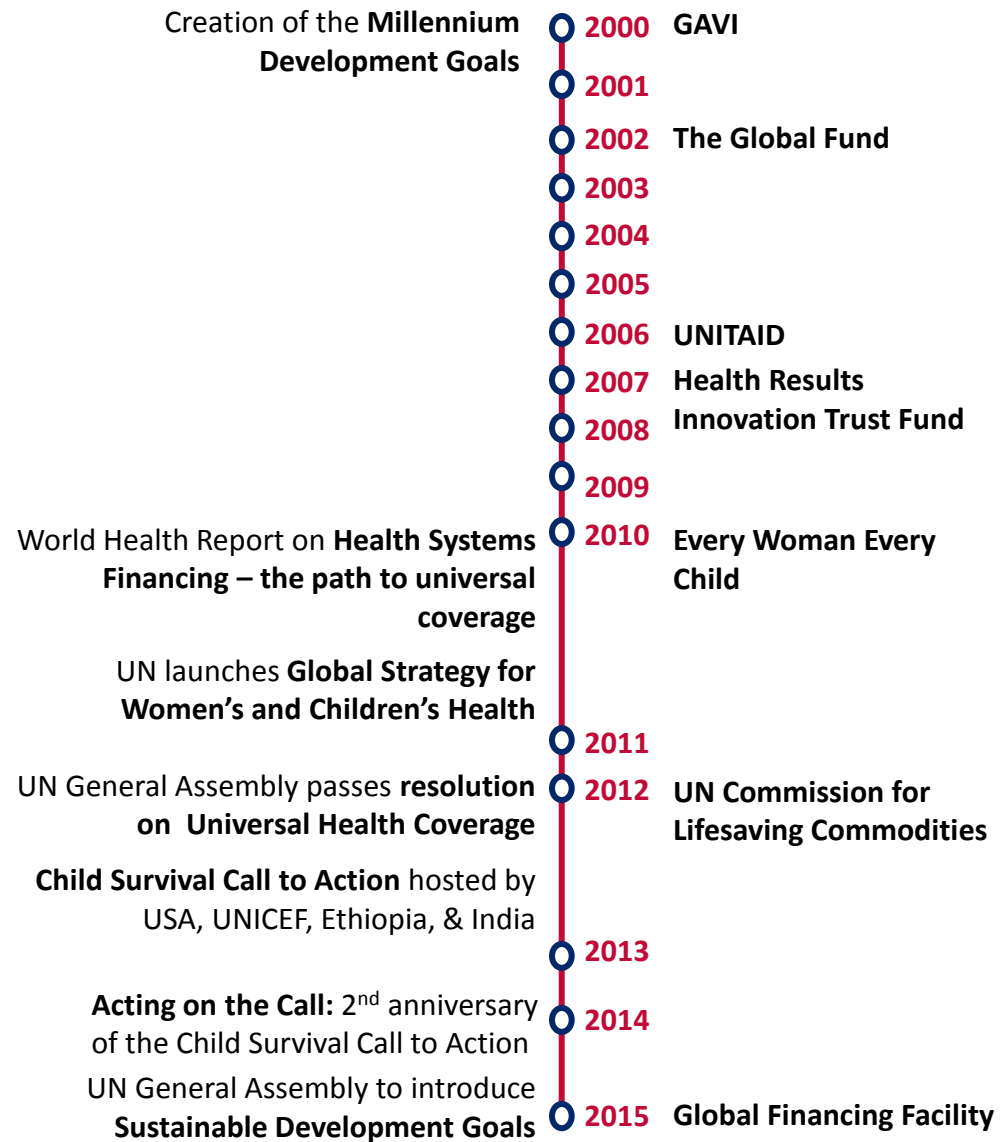 Creation of the Millennium
Development Goals
2000 GAVI
2001
2002 The Global Fund
2003
2004
2005
2006 UNITAID
2007 Health Results
Innovation Trust Fund
2008
2009
World Health Report on Health Systems
Financing – the path to universal
coverage
2010 Every Woman Every
Child
UN launches Global Strategy for
Women’s and Children’s Health
2011
UN General Assembly passes resolution
on Universal Health Coverage
2012 UN Commission for
Lifesaving Commodities
Child Survival Call to Action hosted by
USA, UNICEF, Ethiopia, & India
2013
Acting on the Call: 2nd anniversary
of the Child Survival Call to Action
2014
UN General Assembly to introduce
Sustainable Development Goals
2015 Global Financing Facility